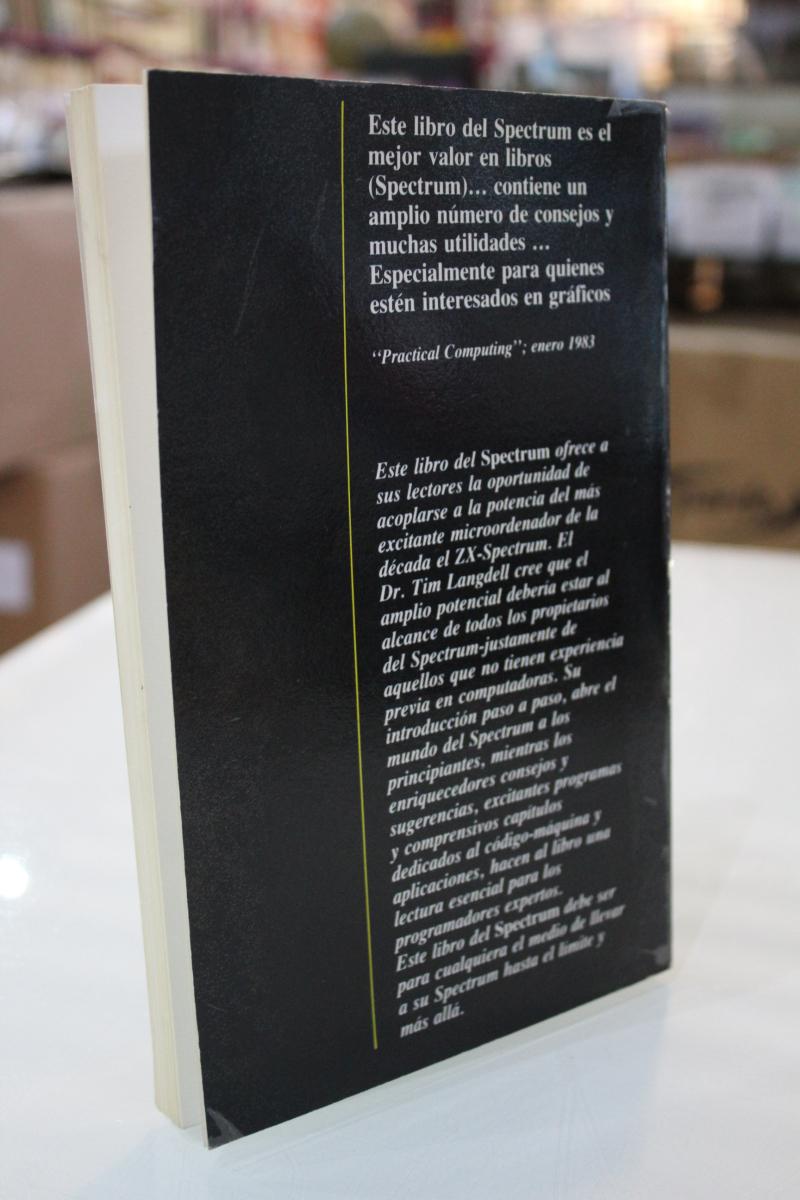 Este libro del Spectrum es el
mejor valor en libros
(Spectrum)... contiene un
amplio número de consejos y
muchas utilidades ...
Especialmente para quienes
estén interesados en gráficos
“Practical Computing”; enero 1983
Este libro del Spectrum ofrece a
sus lectores la oportunidad de
acoplarse a la potencia del más
excitante microordenador de la
década el ZX-Spectrum. El
Dr. Tim Langdell cree que el
amplio potencial debería estar al
alcance de todos los propietarios
del Spectrum-justamente de
aquellos que no tienen experiencia
previa en computadoras. Su
introducción paso a paso, abre el
mundo del Spectrum a los
principiantes, mientras los
enriquecedores consejos y
sugerencias, excitantes programas
y comprensivos capítulos
dedicados al código-máquina y
aplicaciones, hacen al libro una
lectura esencial para los
programadores expertos.
Este libro del Spectrum debe ser
para cualquiera el medio de llevar
a su Spectrum hasta el límite y
más allá.